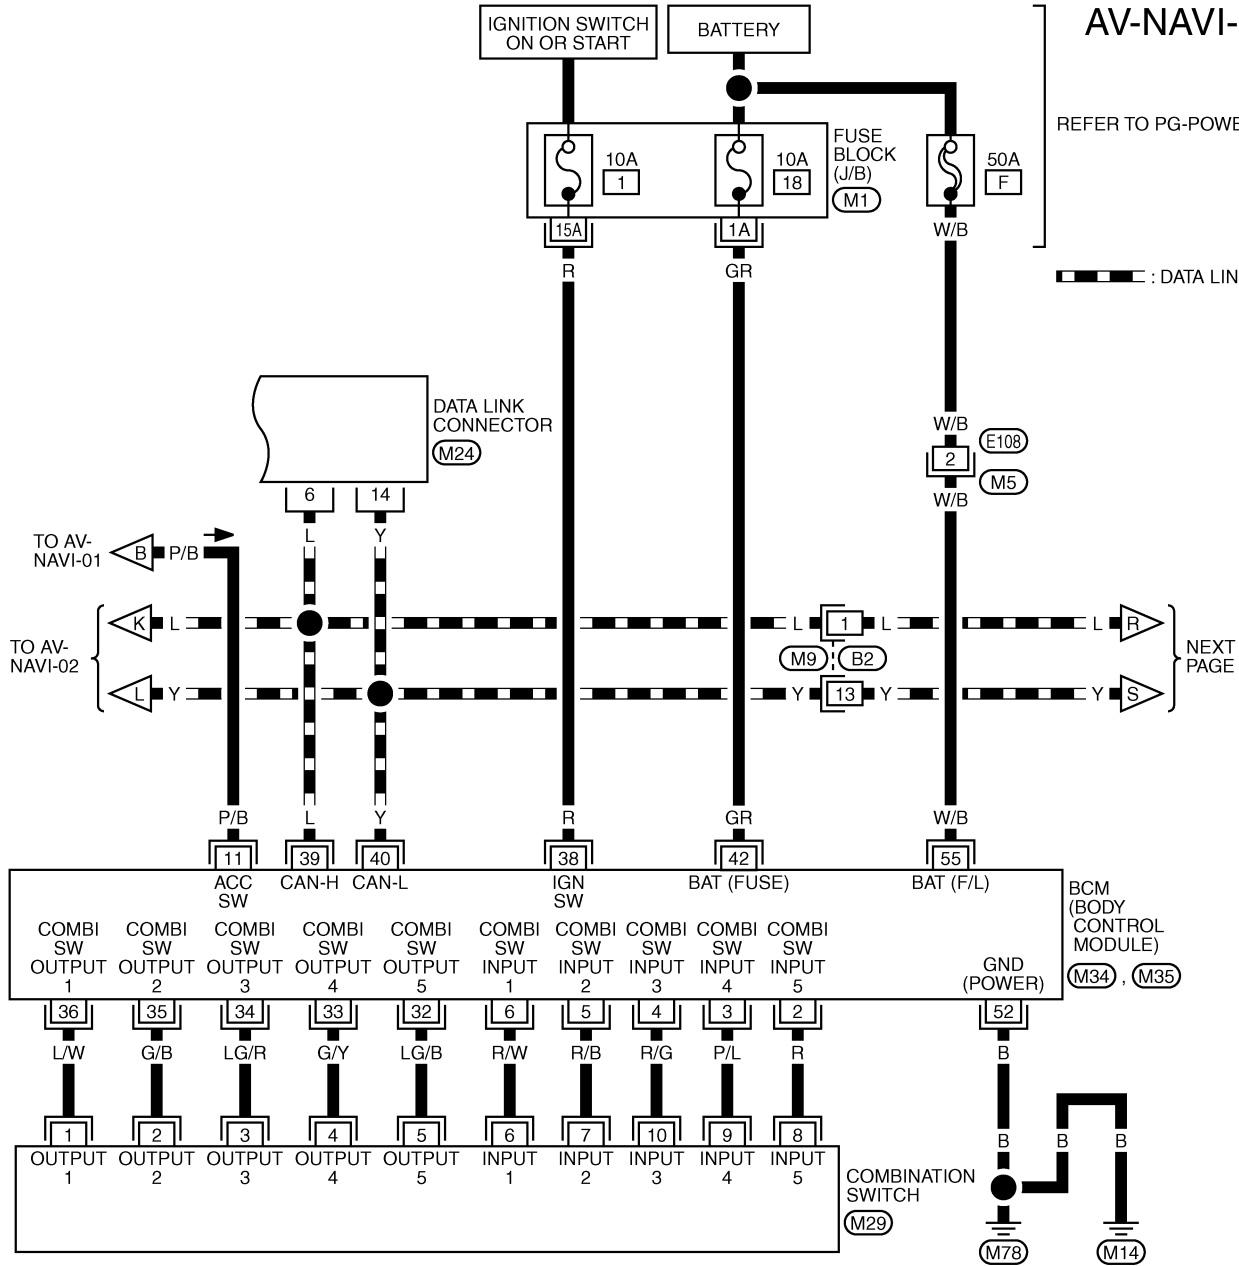 IGNITION SWITCH
ON OR START
BATTERY
AV-NAVI-
REFER TO PG-POWE
10A
1
10A
18
FUSE
BLOCK
(J/B)
M1
50A
F
15A
1A
W/B
R
GR
: DATA LIN
DATA LINK
CONNECTOR
M24
W/B
E108
2
M5
W/B
6
14
L
Y
TO AV-
NAVI-01
B
P/B
K
L
L
1
L
L
R
TO AV-
NAVI-02
M9
B2
NEXT
PAGE
L
Y
Y
13
Y
Y
S
P/B
L
Y
R
GR
W/B
11
39
40
38
42
55
ACC
SW
CAN-H
CAN-L
IGN
SW
BAT (FUSE)
BAT (F/L)
BCM
(BODY
CONTROL
MODULE)
M34 , M35
COMBI
SW
OUTPUT
1
COMBI
SW
OUTPUT
2
COMBI
SW
OUTPUT
3
COMBI
SW
OUTPUT
4
COMBI
SW
OUTPUT
5
COMBI
SW
INPUT
1
COMBI
SW
INPUT
2
COMBI
SW
INPUT
3
COMBI
SW
INPUT
4
COMBI
SW
INPUT
5
GND
(POWER)
36
35
34
33
32
6
5
4
3
2
52
L/W
G/B
LG/R
G/Y
LG/B
R/W
R/B
R/G
P/L
R
B
1
2
3
4
5
6
7
10
9
8
B
B
B
OUTPUT
1
OUTPUT
2
OUTPUT
3
OUTPUT
4
OUTPUT
5
INPUT
1
INPUT
2
INPUT
3
INPUT
4
INPUT
5
COMBINATION
SWITCH
M29
M78
M14